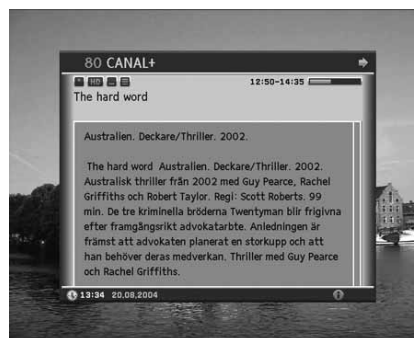 80 CANAL+
HD
12:50-14:35
The hard word
Australien. Deckare/Thriller. 2002.
The hard word Australien. Deckare/Thriller. 2002.
Australisk thriller från 2002 med Guy Pearce, Rachel
Griffiths och Robert Taylor. Regi: Scott Roberts. 99
min. De tre kriminella bröderna Twentyman blir frigivna
efter framgångsrikt advokatarbte. Anledningen är
främst att advokaten planerat en storkupp och att
han behöver deras medverkan. Thriller med Guy Pearce
och Rachel Griffiths.
13:34 20.08.2004